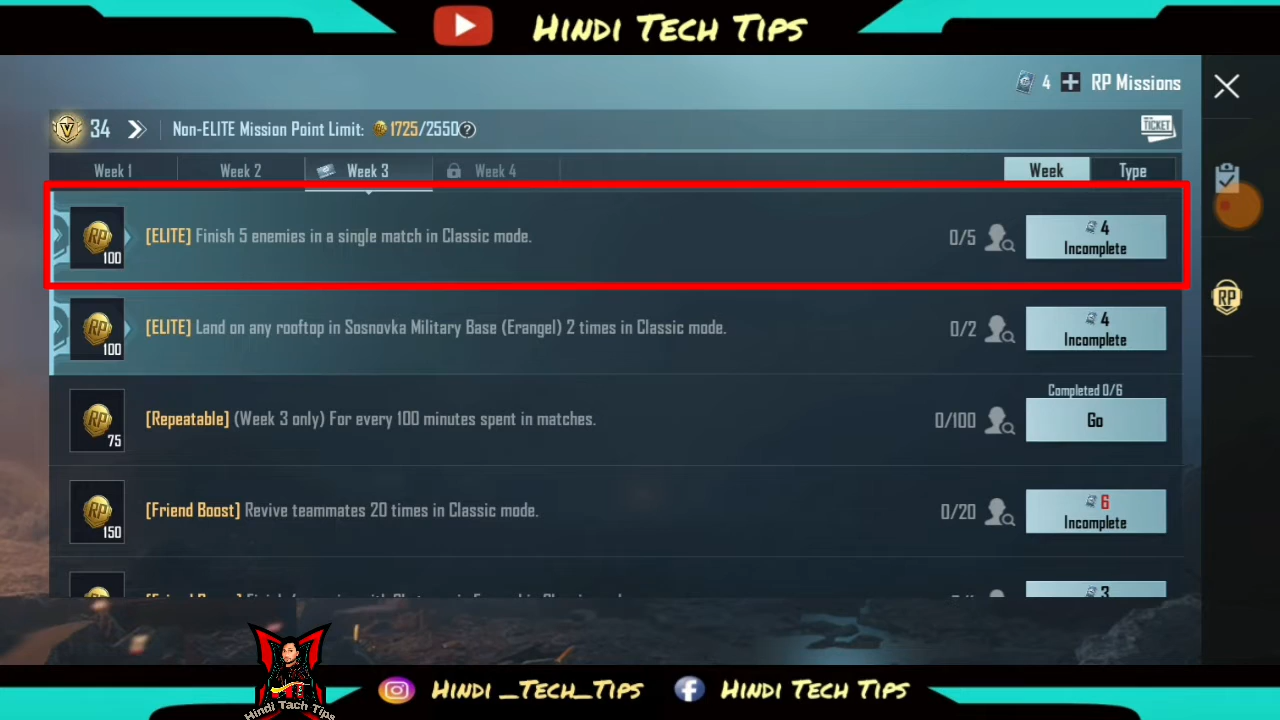 Hindi Tech Tips
4 RP Missions
34 Non-ELITE Mission Point Limit: 1725/2550 ?
TICKET
Week 1 Week 2 Week 3 Week 4 Week Type
[ELITE] Finish 5 enemies in a single match in Classic mode. 0/5 4
RP 100 Incomplete
[ELITE] Land on any rooftop in Sosnovka Military Base (Erangel) 2 times in Classic mode. 0/2 4
RP 100 Incomplete
RP
Completed 0/6
[Repeatable] (Week 3 only) For every 100 minutes spent in matches. 0/100 Go
RP 75
[Friend Boost] Revive teammates 20 times in Classic mode. 0/20 6
RP 150 Incomplete
3
Hindi _Tech_Tips Hindi Tech Tips
Hindi Tach Tips